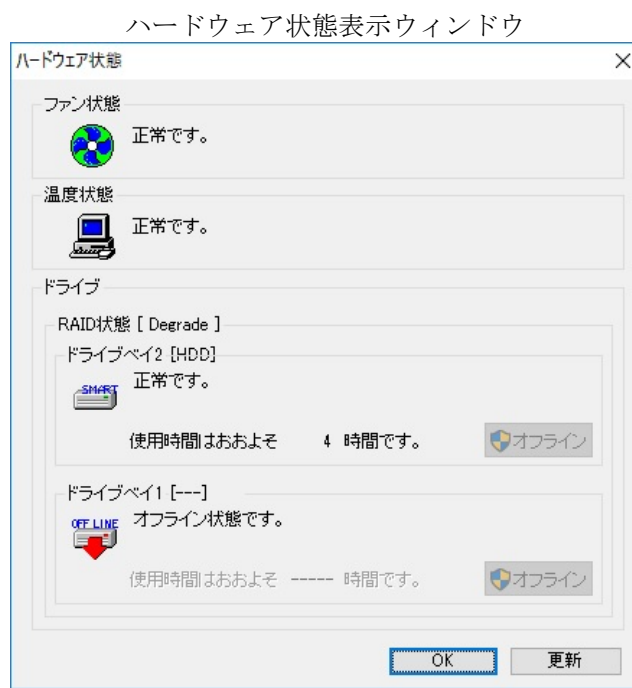 ハードウェア状態表示ウィンドウ
ハードウェア状態
ファン状態
正常です。
温度状態
正常です。
ドライブ
RAID状態 [ Degrade ]
ドライブベイ2 [HDD]
SMART
正常です。
使用時間はおおよそ 4 時間です。
オフライン
ドライブベイ1 [---]
OFF LINE
オフライン状態です。
使用時間はおおよそ ----- 時間です。
オフライン
OK
更新